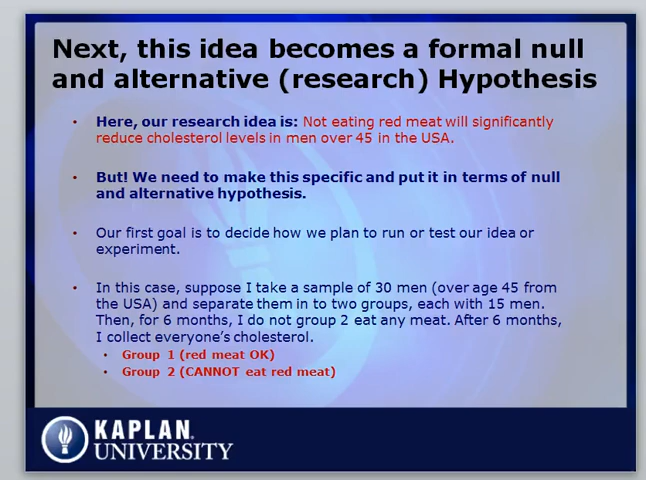 Next, this idea becomes a formal null
and alternative (research) Hypothesis
• Here, our research idea is: Not eating red meat will significantly
reduce cholesterol levels in men over 45 in the USA.
• But! We need to make this specific and put it in terms of null
and alternative hypothesis.
• Our first goal is to decide how we plan to run or test our idea or
experiment.
• In this case, suppose I take a sample of 30 men (over age 45 from
the USA) and separate them in to two groups, each with 15 men.
Then, for 6 months, I do not group 2 eat any meat. After 6 months,
I collect everyone's cholesterol.
• Group 1 (red meat OK)
• Group 2 (CANNOT eat red meat)
KAPLAN
UNIVERSITY